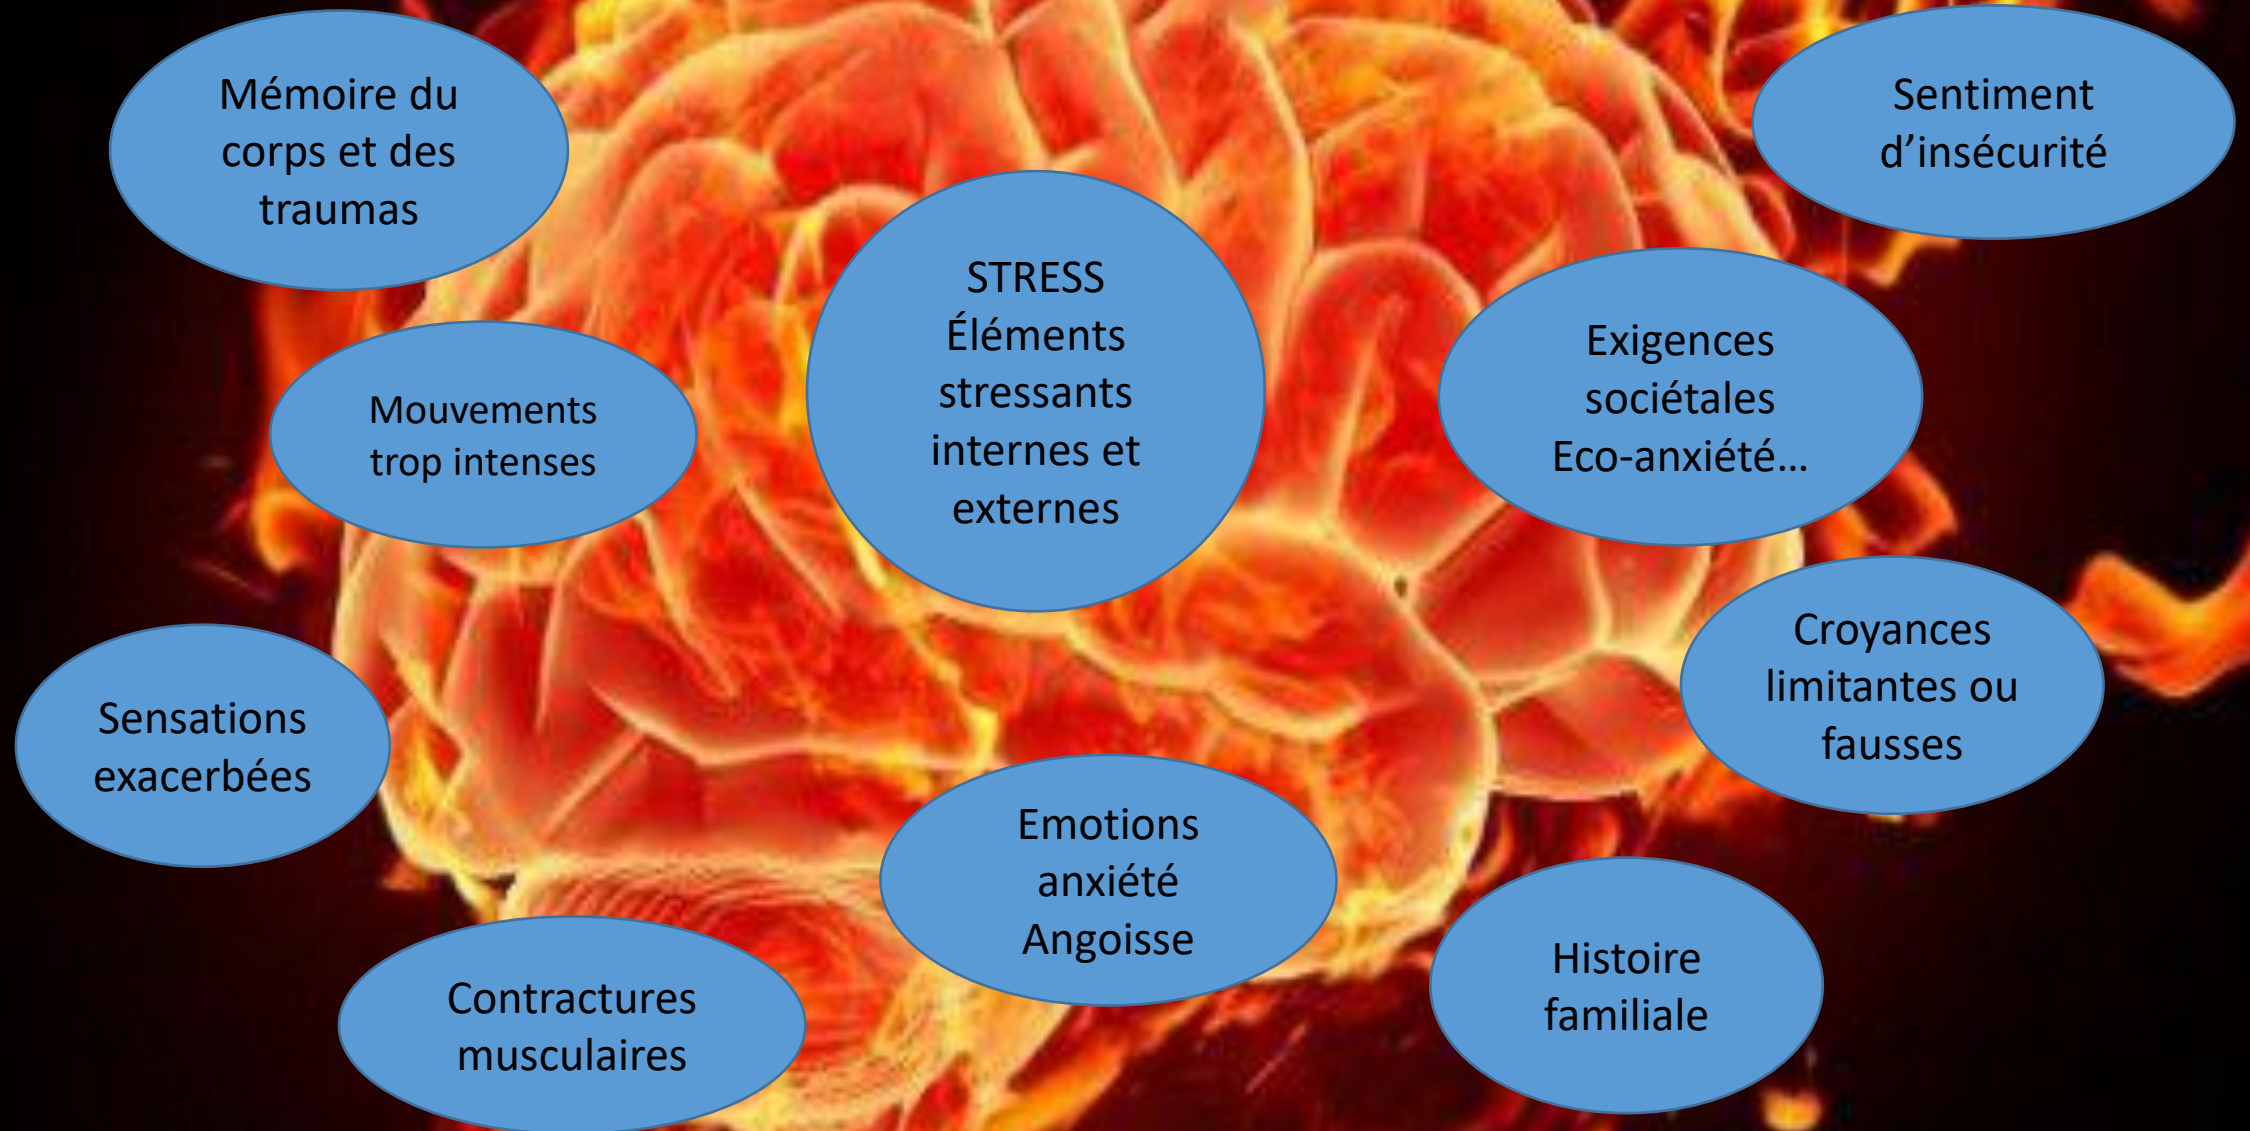 Mémoire du
corps et des
traumas
Sentiment
d’insécurité
STRESS
Éléments
stressants
internes et
externes
Exigences
sociétales
Eco-anxiété…
Mouvements
trop intenses
Croyances
limitantes ou
fausses
Sensations
exacerbées
Emotions
anxiété
Angoisse
Histoire
familiale
Contractures
musculaires